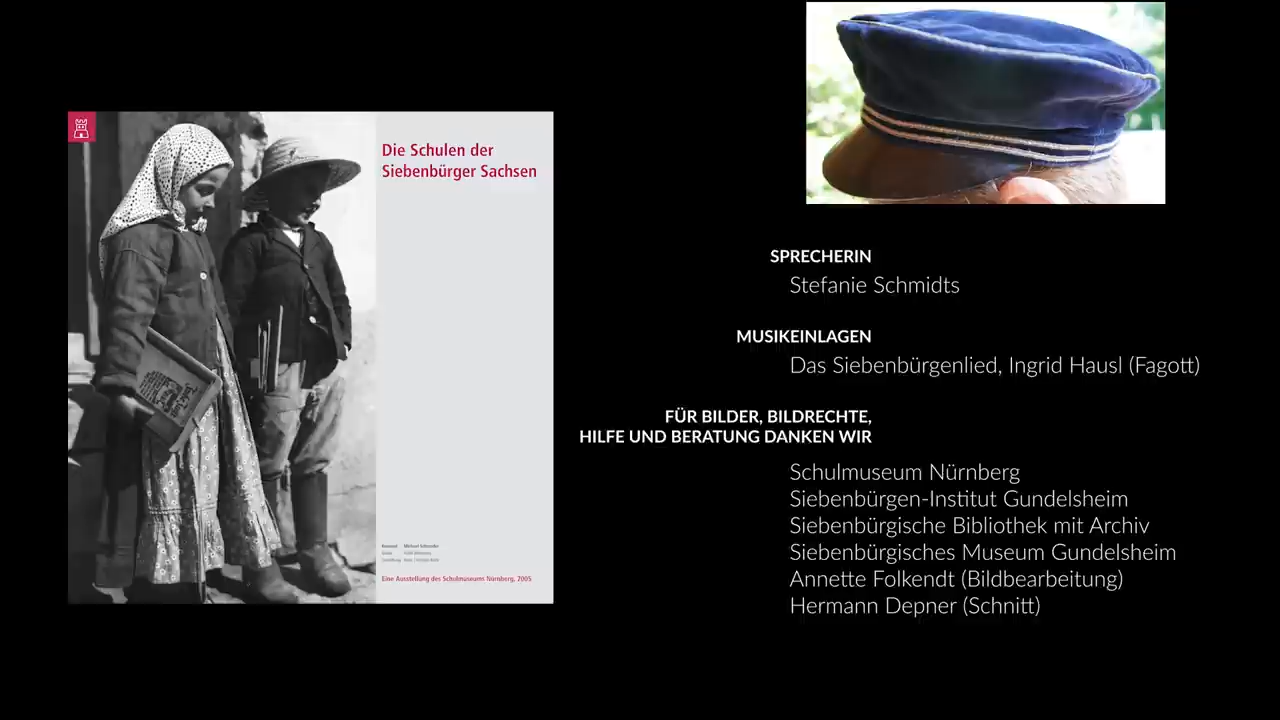 Die Schulen der
Siebenbürger Sachsen
Eine Ausstellung des Schulmuseums Nürnberg, 2005
SPRECHERIN
Stefanie Schmidts
MUSIKEINLAGEN
Das Siebenbürgenlied, Ingrid Hausl (Fagott)
FÜR BILDER, BILDRECHTE,
HILFE UND BERATUNG DANKEN WIR
Schulmuseum Nürnberg
Siebenbürgen-Institut Gundelsheim
Siebenbürgische Bibliothek mit Archiv
Siebenbürgisches Museum Gundelsheim
Annette Folkendt (Bildbearbeitung)
Hermann Depner (Schnitt)